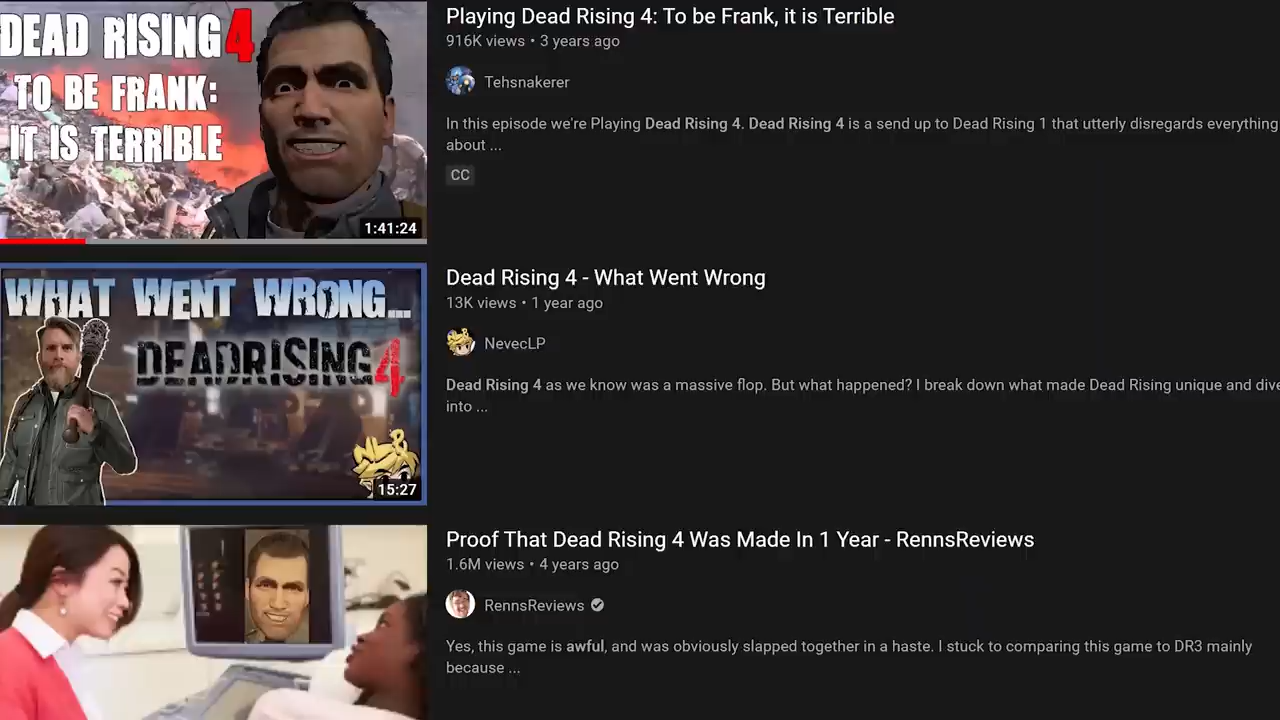 DEAD RISING 4
TO BE FRANK:
IT IS TERRIBLE
1:41:24
Playing Dead Rising 4: To be Frank, it is Terrible
916K views • 3 years ago
Tehsnakerer
In this episode we're Playing Dead Rising 4. Dead Rising 4 is a send up to Dead Rising 1 that utterly disregards everything
about ...
CC
WHAT WENT WRONG...
DEADRISING 4
15:27
Dead Rising 4 - What Went Wrong
13K views • 1 year ago
NevecLP
Dead Rising 4 as we know was a massive flop. But what happened? I break down what made Dead Rising unique and dive
into ...
Proof That Dead Rising 4 Was Made In 1 Year - RennsReviews
1.6M views • 4 years ago
RennsReviews
Yes, this game is awful, and was obviously slapped together in a haste. I stuck to comparing this game to DR3 mainly
because ...